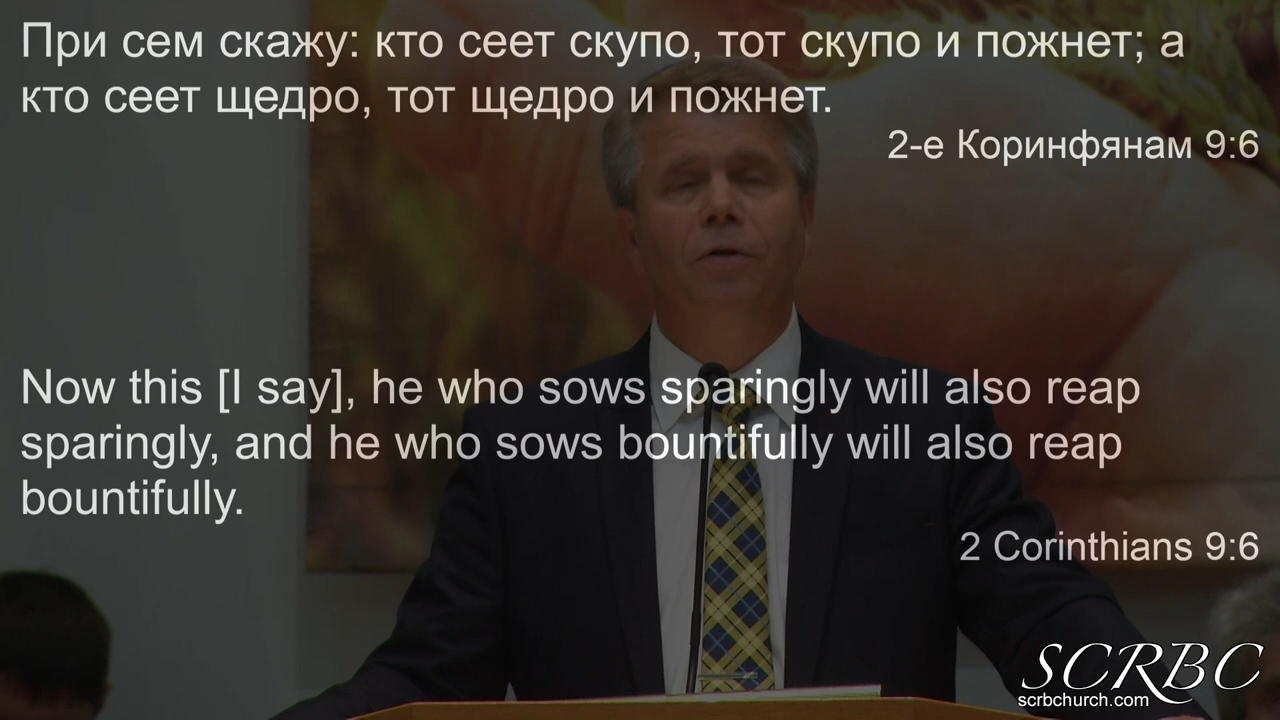 При сем скажу: кто сеет скупо, тот скупо и пожнет; а
кто сеет щедро, тот щедро и пожнет.
2-е Коринфянам 9:6
Now this [I say], he who sows sparingly will also reap
sparingly, and he who sows bountifully will also reap
bountifully.
2 Corinthians 9:6
SCRBC
scrbchurch.com